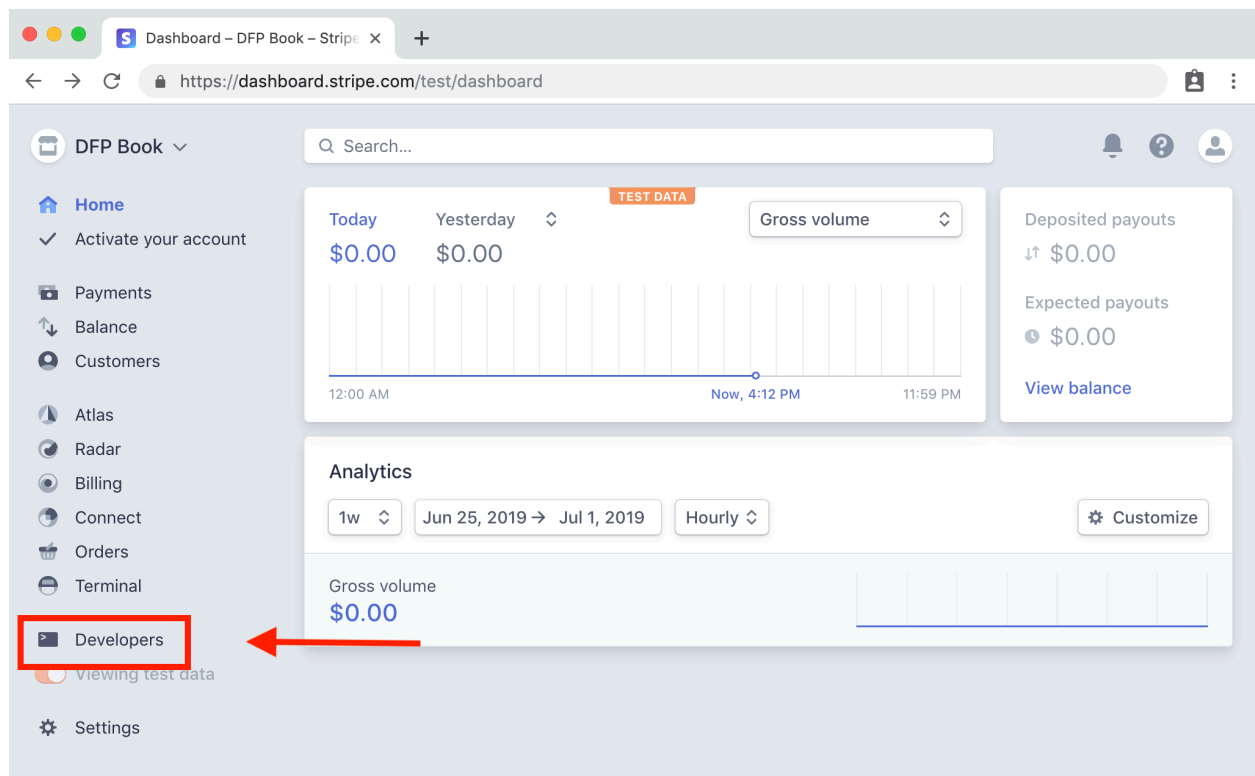 Dashboard – DFP Book – Stripe
https://dashboard.stripe.com/test/dashboard
DFP Book
Search...
Home
Activate your account
Payments
Balance
Customers
Atlas
Radar
Billing
Connect
Orders
Terminal
Developers
Viewing test data
Settings
TEST DATA
Today
Yesterday
Gross volume
$0.00
$0.00
12:00 AM
Now, 4:12 PM
11:59 PM
Deposited payouts
$0.00
Expected payouts
$0.00
View balance
Analytics
1w
Jun 25, 2019 → Jul 1, 2019
Hourly
Customize
Gross volume
$0.00